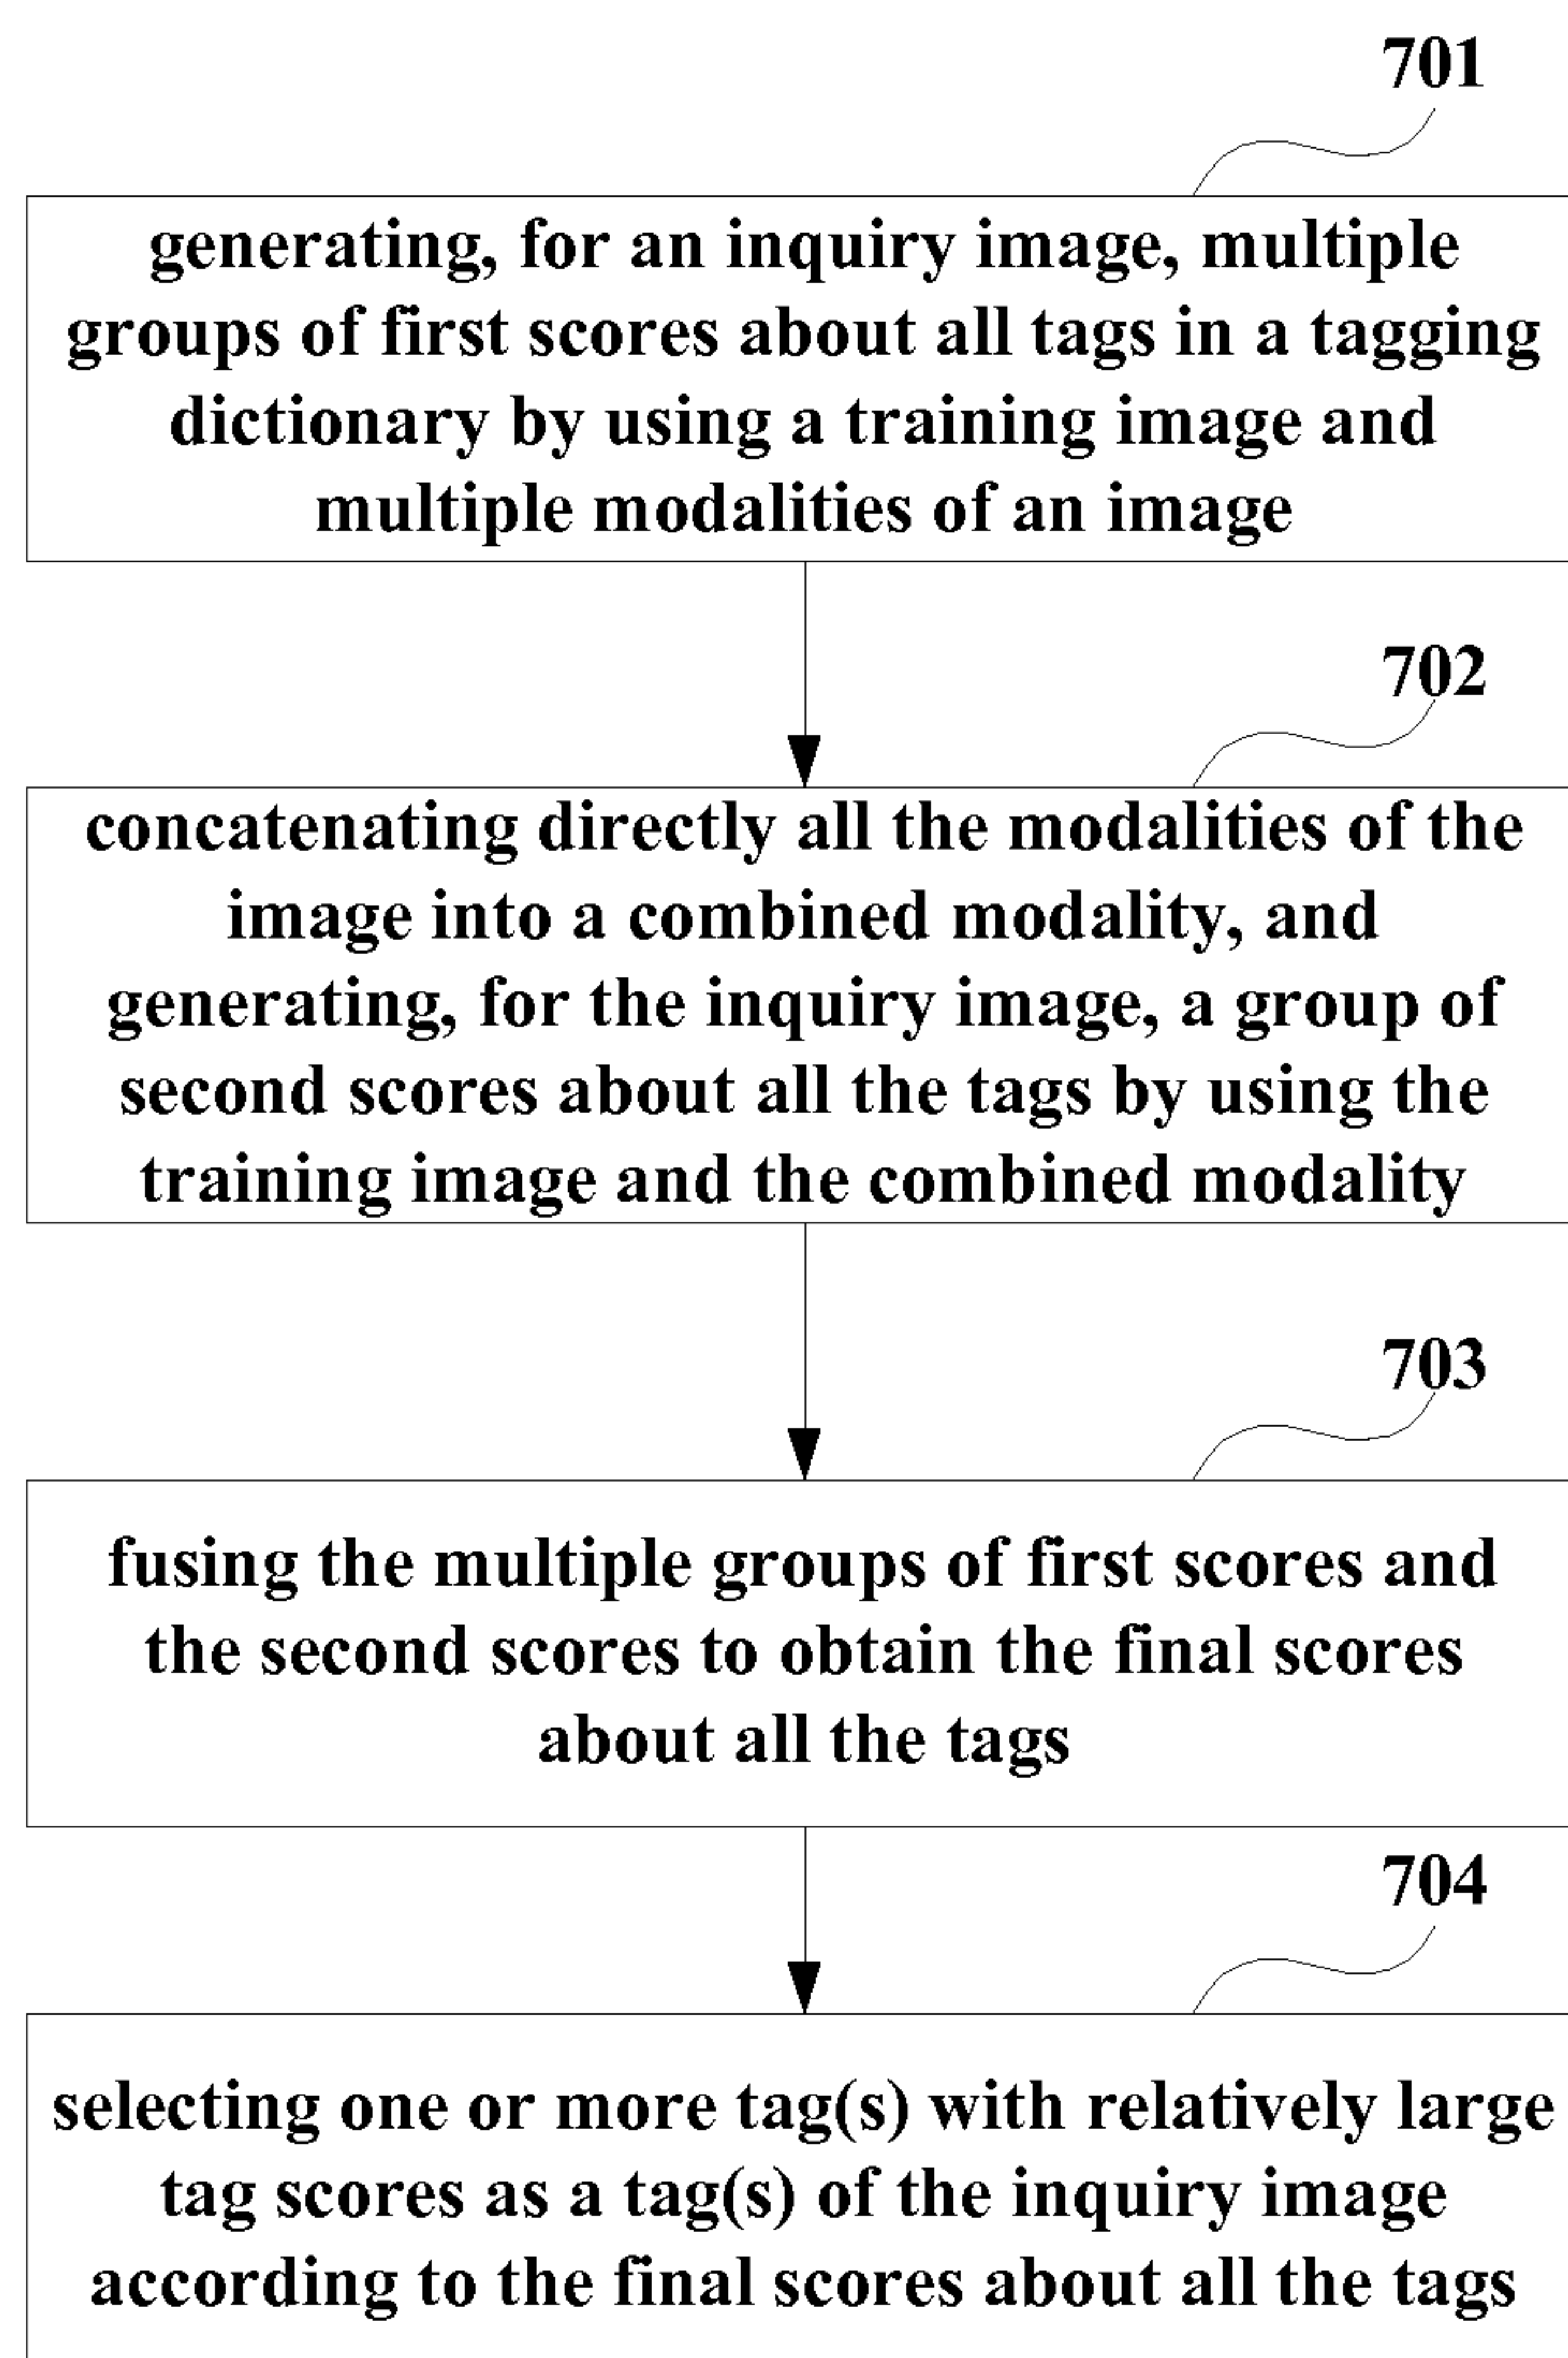 701
generating, for an inquiry image, multiple
groups of first scores about all tags in a tagging
dictionary by using a training image and
multiple modalities of an image
702
concatenating directly all the modalities of the
image into a combined modality, and
generating, for the inquiry image, a group of
second scores about all the tags by using the
training image and the combined modality
703
fusing the multiple groups of first scores and
the second scores to obtain the final scores
about all the tags
704
selecting one or more tag(s) with relatively large
tag scores as a tag(s) of the inquiry image
according to the final scores about all the tags